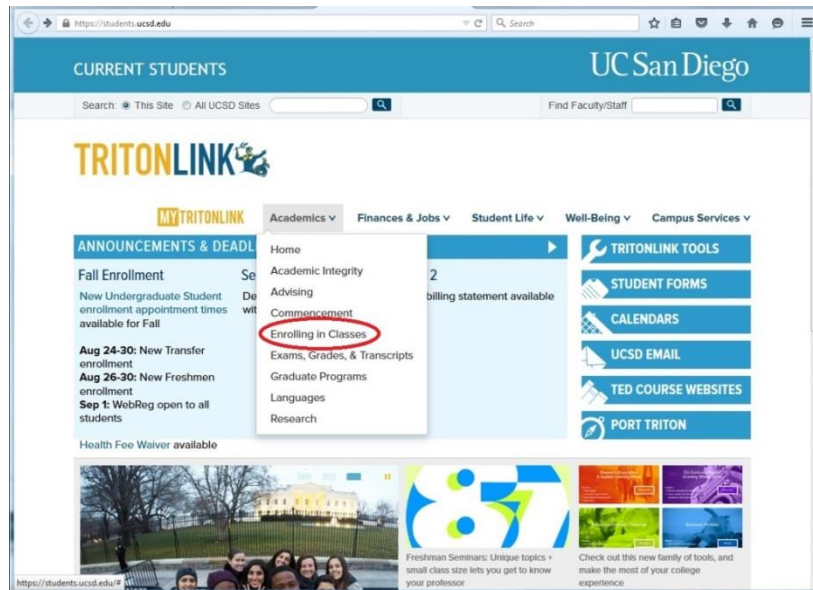 https://students.ucsd.edu
Search
CURRENT STUDENTS
UC San Diego
Search: This Site All UCSD Sites
Find Faculty/Staff
TRITONLINK
MYTRITONLINK
Academics
Finances & Jobs
Student Life
Well-Being
Campus Services
ANNOUNCEMENTS & DEADL
Home
Academic Integrity
Advising
Commencement
Enrolling in Classes
Exams, Grades, & Transcripts
Graduate Programs
Languages
Research
Fall Enrollment
New Undergraduate Student
enrollment appointment times
available for Fall
Aug 24-30: New Transfer
enrollment
Aug 26-30: New Freshmen
enrollment
Sep 1: WebReg open to all
students
Health Fee Waiver available
Se
De
wit
2
billing statement available
TRITONLINK TOOLS
STUDENT FORMS
CALENDARS
UCSD EMAIL
TED COURSE WEBSITES
PORT TRITON
87
Freshman Seminars: Unique topics +
small class size lets you get to know
your professor
Check out this new family of tools, and
make the most of your college
experience
https://students.ucsd.edu/#